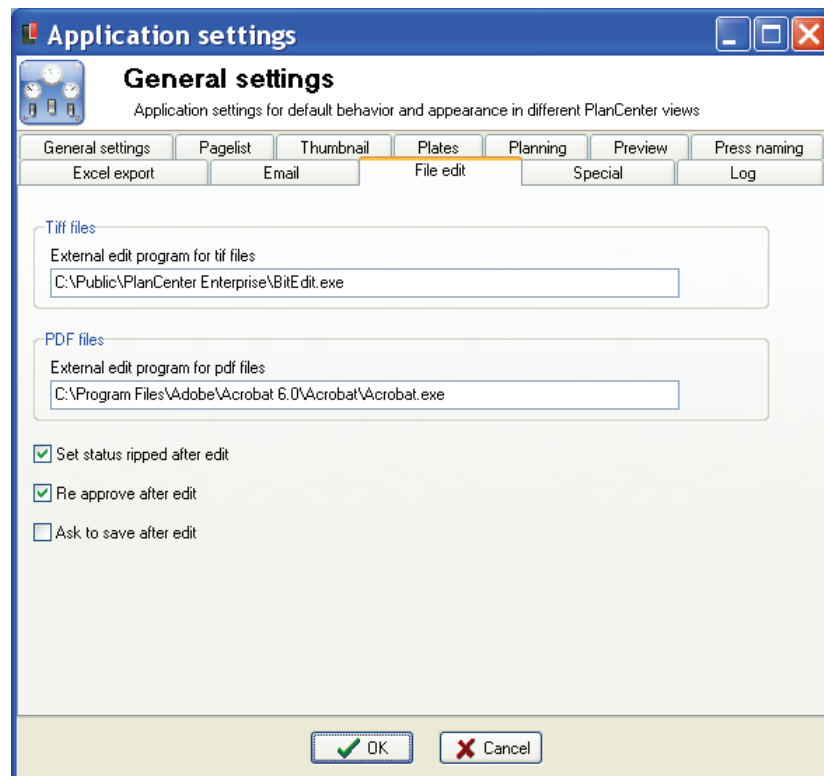 Application settings
General settings
Application settings for default behavior and appearance in different PlanCenter views
General settings Pagelist Thumbnail Plates Planning Preview Press naming
Excel export Email File edit Special Log
Tiff files
External edit program for tif files
C:\Public\PlanCenter Enterprise\BitEdit.exe
PDF files
External edit program for pdf files
C:\Program Files\Adobe\Acrobat 6.0\Acrobat\Acrobat.exe
Set status ripped after edit
Re approve after edit
Ask to save after edit
OK Cancel